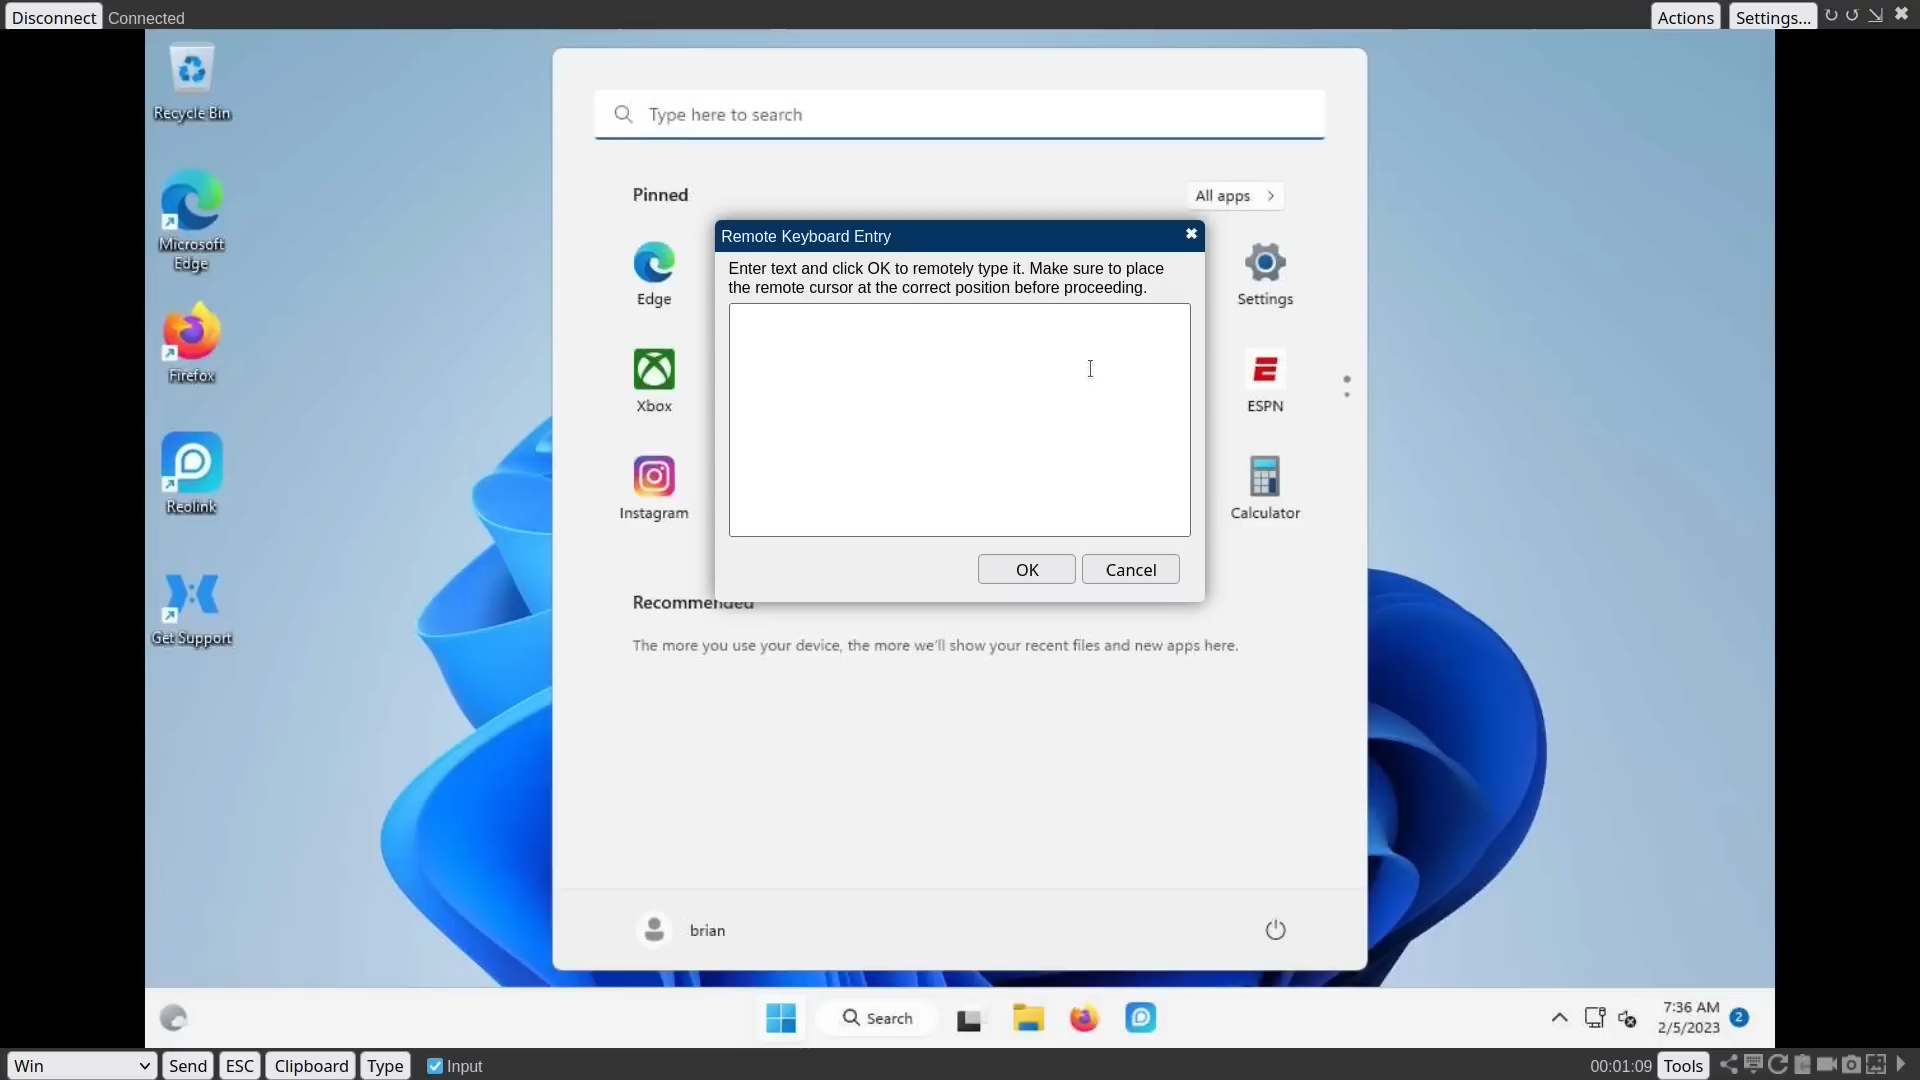 Disconnect Connected Actions Settings...
Recycle Bin
Microsoft
Edge
Firefox
Reolink
Get Support
Type here to search
Pinned
All apps
Edge
Settings
Xbox
ESPN
Instagram
Calculator
Remote Keyboard Entry
Enter text and click OK to remotely type it. Make sure to place
the remote cursor at the correct position before proceeding.
OK Cancel
Recommended
The more you use your device, the more we'll show your recent files and new apps here.
brian
Search
7:36 AM
2/5/2023
2
Win Send ESC Clipboard Type Input 00:01:09 Tools